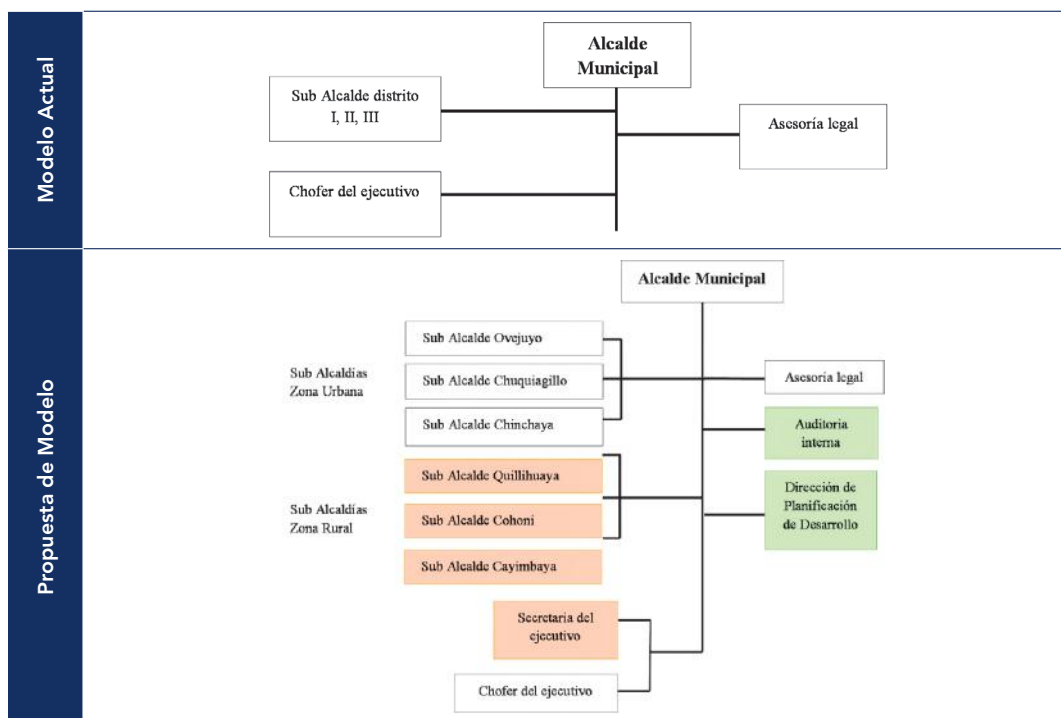 Modelo Actual
Alcalde
Municipal
Sub Alcalde distrito
I, II, III
Asesoría legal
Chofer del ejecutivo
Propuesta de Modelo
Alcalde Municipal
Sub Alcaldías
Zona Urbana
Sub Alcalde Ovejuyo
Sub Alcalde Chuquiagillo
Sub Alcalde Chinchaya
Asesoría legal
Auditoria
interna
Sub Alcaldías
Zona Rural
Sub Alcalde Quillihuaya
Sub Alcalde Cohoni
Sub Alcalde Cayimbaya
Dirección de
Planificación
de Desarrollo
Secretaria del
ejecutivo
Chofer del ejecutivo